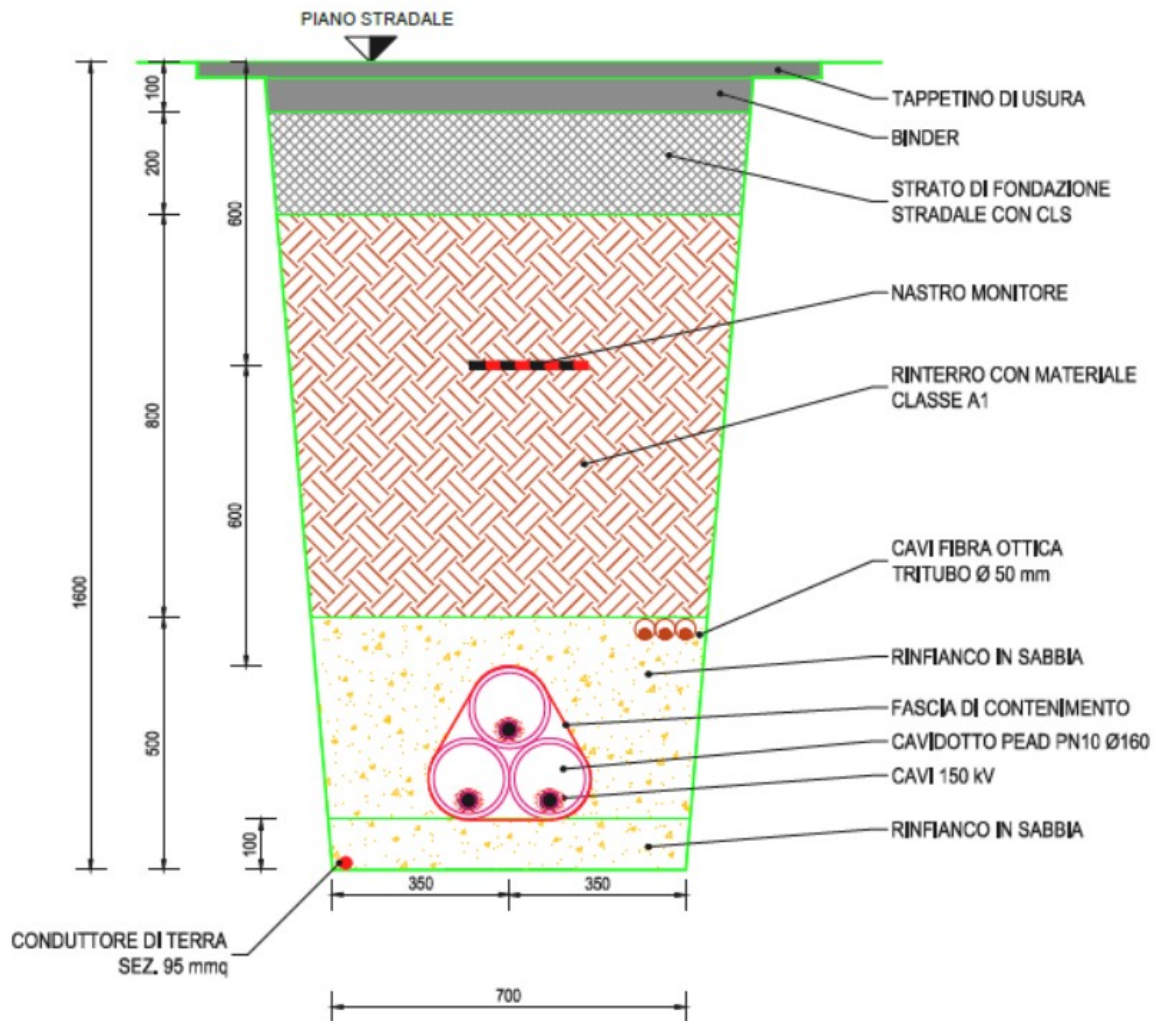 PIANO STRADALE
100
200
800
500
1600
600
600
100
TAPPETINO DI USURA
BINDER
STRATO DI FONDAZIONE
STRADALE CON CLS
NASTRO MONITORE
RINTERRO CON MATERIALE
CLASSE A1
CAVI FIBRA OTTICA
TRITUBO Ø 50 mm
RINFIANCO IN SABBIA
FASCIA DI CONTENIMENTO
CAVIDOTTO PEAD PN10 Ø160
CAVI 150 kV
RINFIANCO IN SABBIA
350
350
CONDUTTORE DI TERRA
SEZ. 95 mmq
700